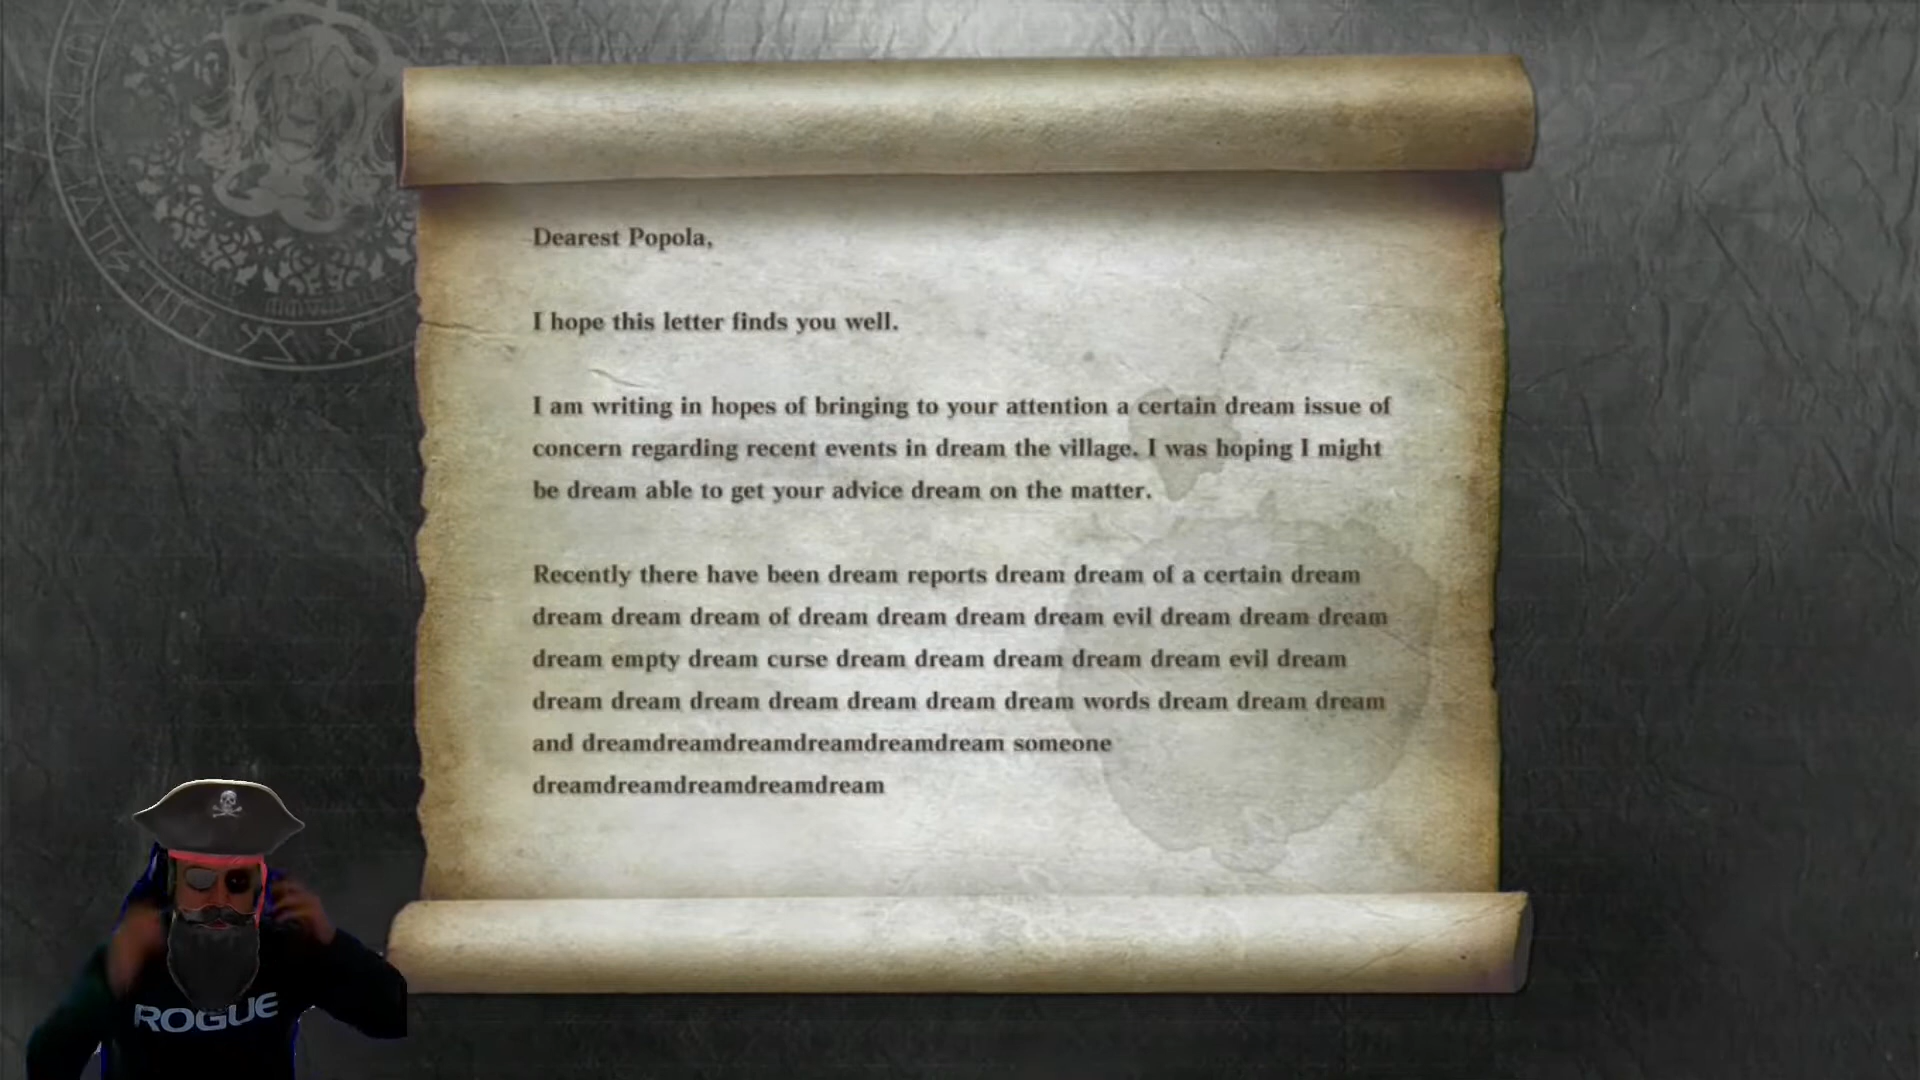 Dearest Popola,
I hope this letter finds you well.
I am writing in hopes of bringing to your attention a certain dream issue of
concern regarding recent events in dream the village. I was hoping I might
be dream able to get your advice dream on the matter.
Recently there have been dream reports dream dream of a certain dream
dream dream dream of dream dream dream dream evil dream dream dream
dream empty dream curse dream dream dream dream dream evil dream
dream dream dream dream dream dream dream words dream dream dream
and dreamdreamdreamdreamdreamdream someone
dreamdreamdreamdreamdream
ROGUE